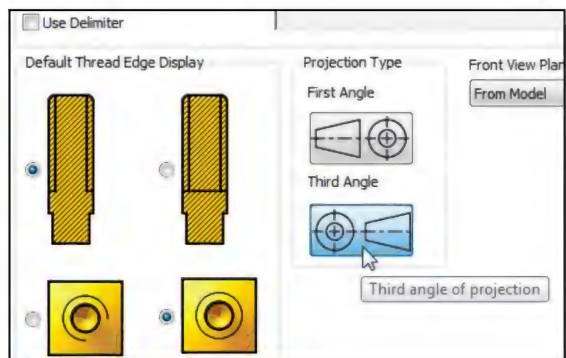 Use Delimiter
Default Thread Edge Display
Projection Type
Front View Plan
First Angle
From Model
Third Angle
Third angle of projection